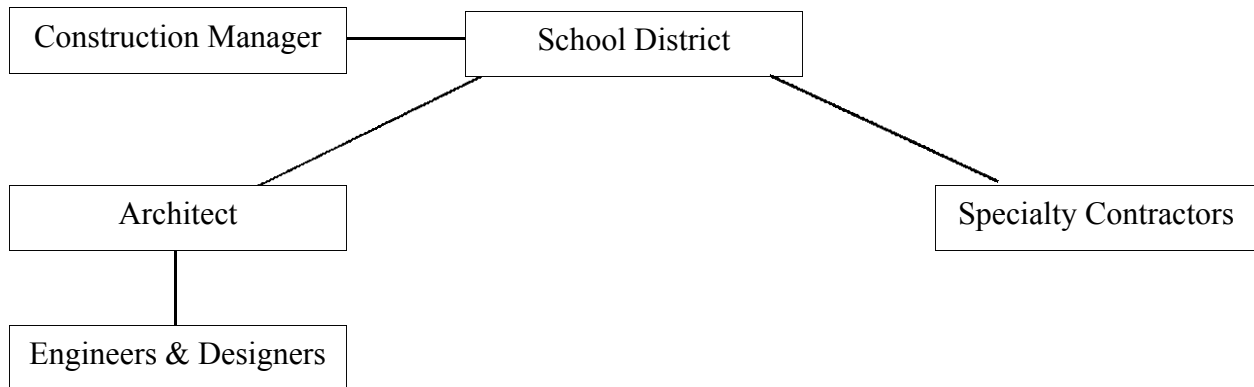 Construction Manager
School District
Architect
Specialty Contractors
Engineers & Designers